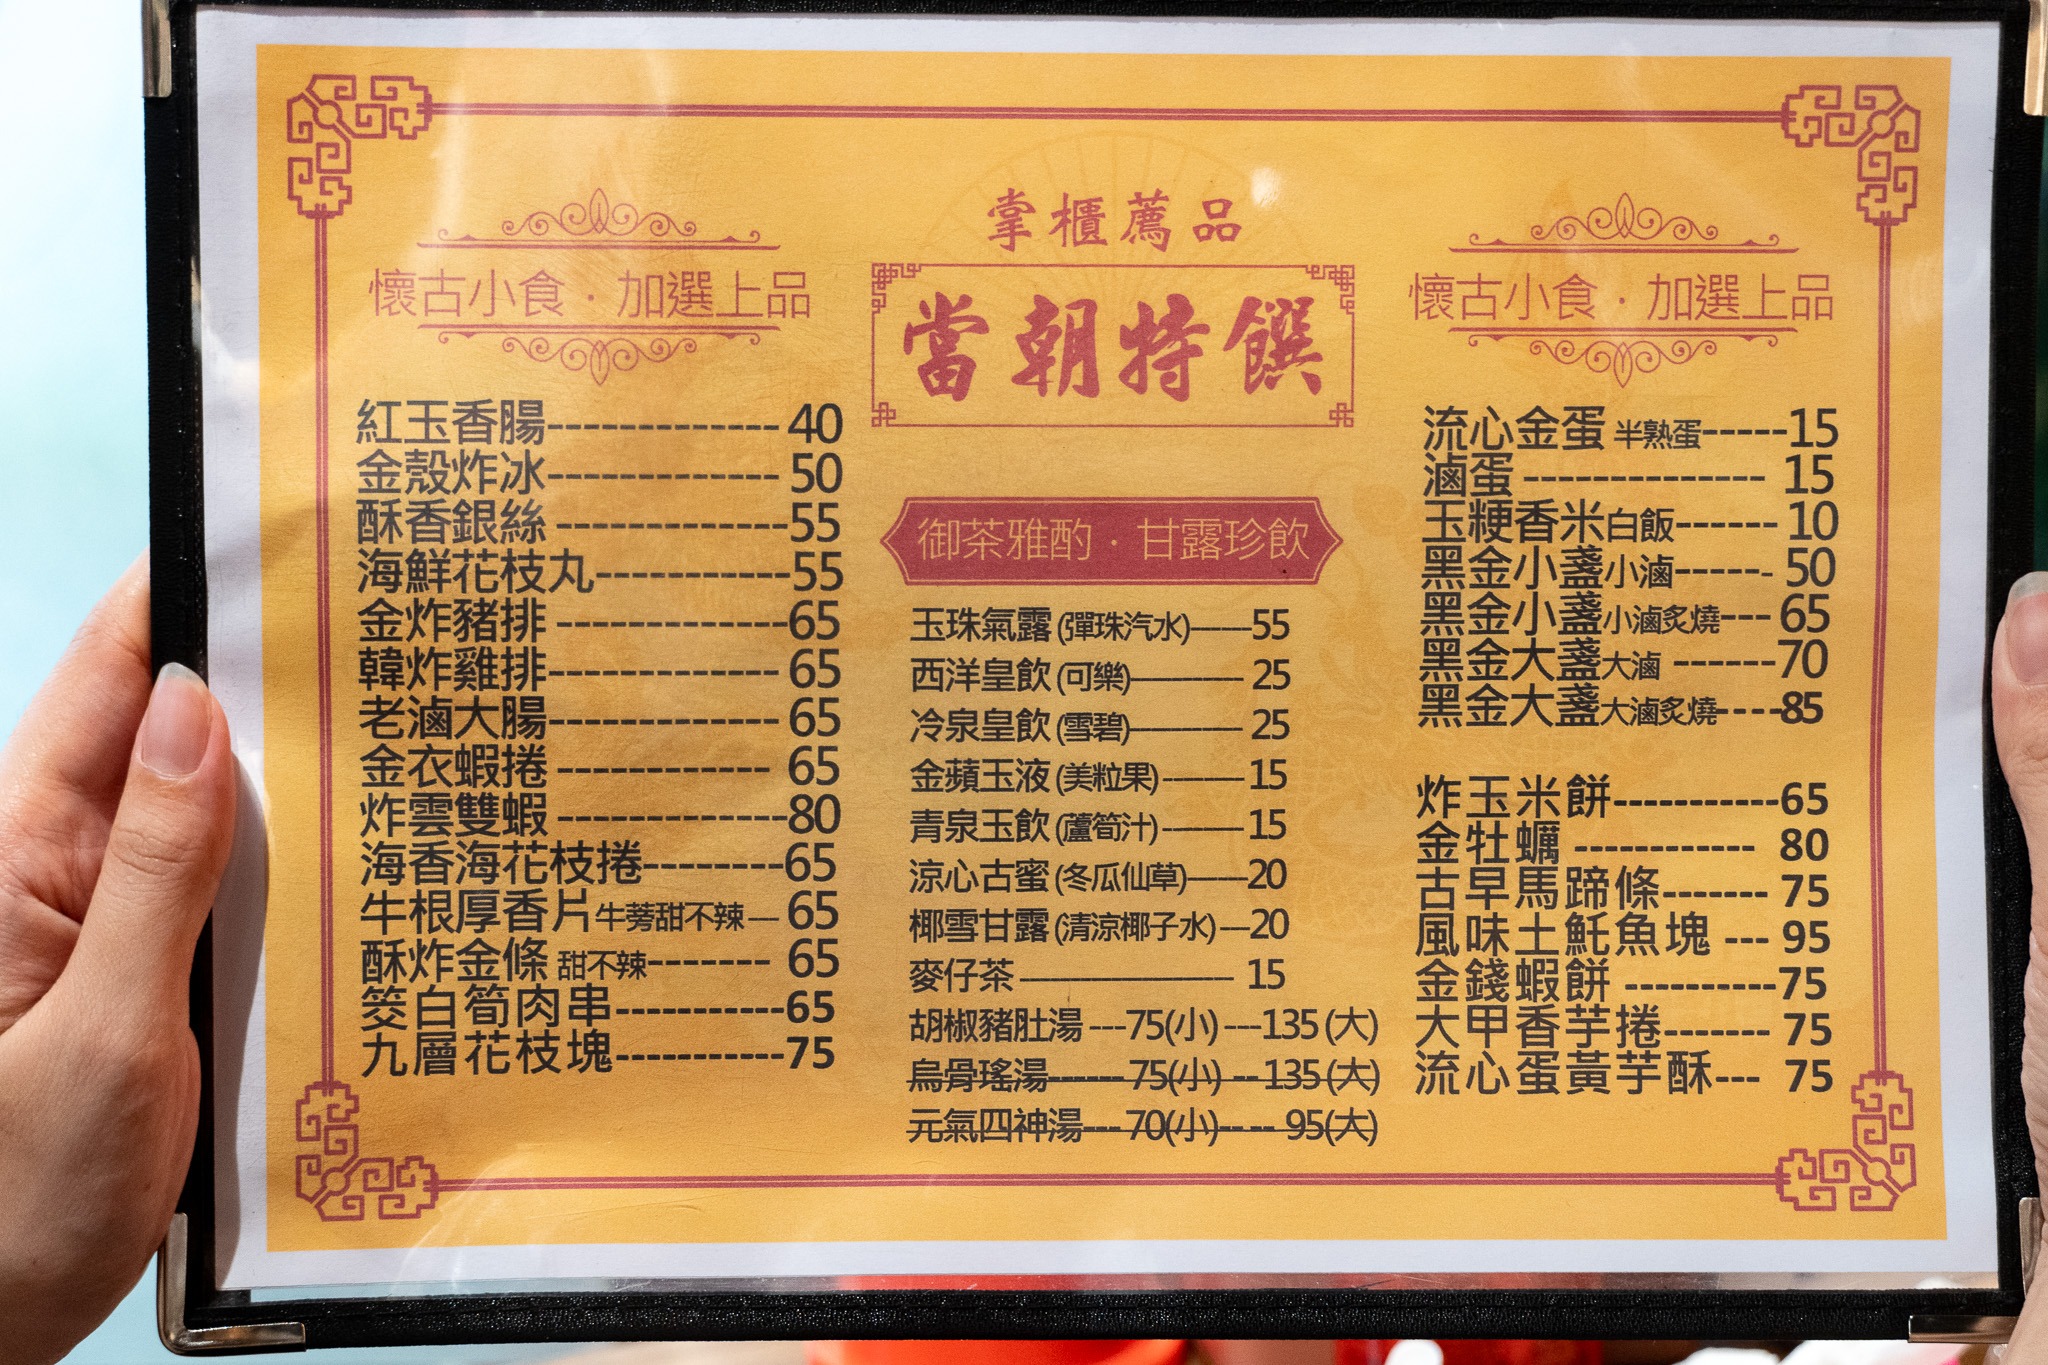 懷古小食·加選上品
紅玉香腸------------- 40
金殼炸冰------------- 50
酥香銀絲 -------------55
海鮮花枝丸-----------55
金炸豬排 -------------65
韓炸雞排------------- 65
老滷大腸------------- 65
金衣蝦捲 ------------ 65
炸雲雙蝦 -------------80
海香海花枝捲--------65
牛根厚香片牛蒡甜不辣 --- 65
酥炸金條 甜不辣------- 65
筊白筍肉串-----------65
九層花枝塊-----------75
掌櫃薦品
當朝特饌
御茶雅酌·甘露珍飲
玉珠氣露 (彈珠汽水)-----55
西洋皇飲 (可樂)--------- 25
冷泉皇飲 (雪碧)--------- 25
金蘋玉液 (美粒果) ------- 15
青泉玉飲 (蘆筍汁) ------- 15
涼心古蜜 (冬瓜仙草)-----20
椰雪甘露 (清涼椰子水) ---20
麥仔茶 ------------------ 15
胡椒豬肚湯 ---75(小) ---135 (大)
烏骨瑤湯------ 75(小) -- 135 (大)
元氣四神湯--- 70(小)-- -- 95(大)
懷古小食·加選上品
流心金蛋 半熟蛋-----15
滷蛋 -------------- 15
玉粳香米白飯------ 10
黑金小盞小滷------ 50
黑金小盞小滷炙燒--- 65
黑金大盞大滷 ------70
黑金大盞大滷炙燒----85
炸玉米餅-----------65
金牡蠣 ------------ 80
古早馬蹄條------- 75
風味土魠魚塊 --- 95
金錢蝦餅 ----------75
大甲香芋捲------- 75
流心蛋黃芋酥--- 75